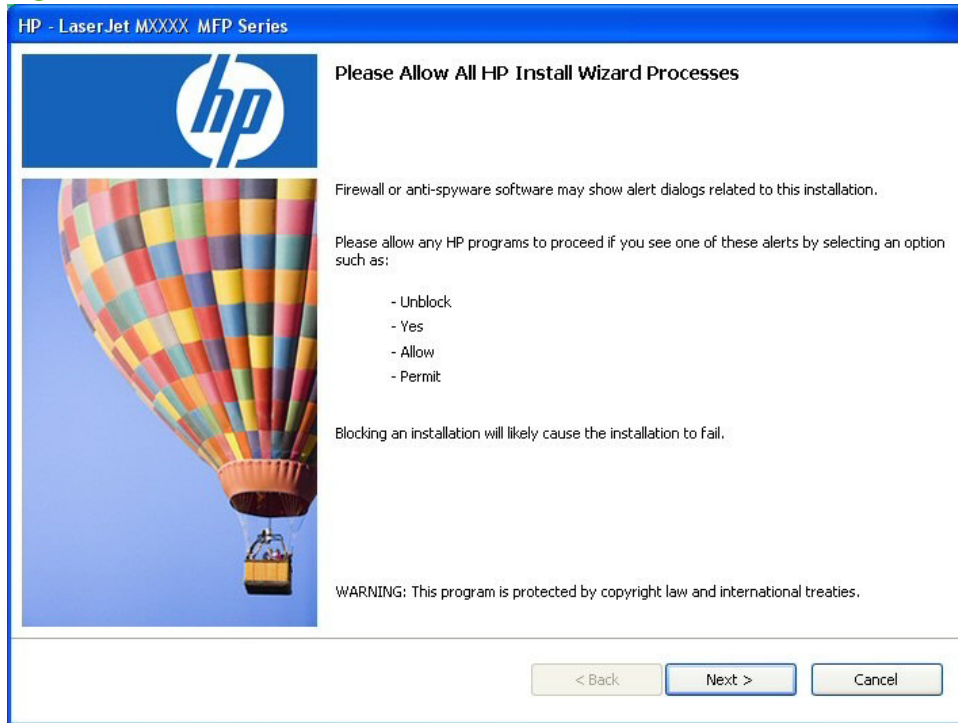 HP - LaserJet MXXXX MFP Series
hp
Please Allow All HP Install Wizard Processes
Firewall or anti-spyware software may show alert dialogs related to this installation.
Please allow any HP programs to proceed if you see one of these alerts by selecting an option
such as:
- Unblock
- Yes
- Allow
- Permit
Blocking an installation will likely cause the installation to fail.
WARNING: This program is protected by copyright law and international treaties.
< Back
Next >
Cancel